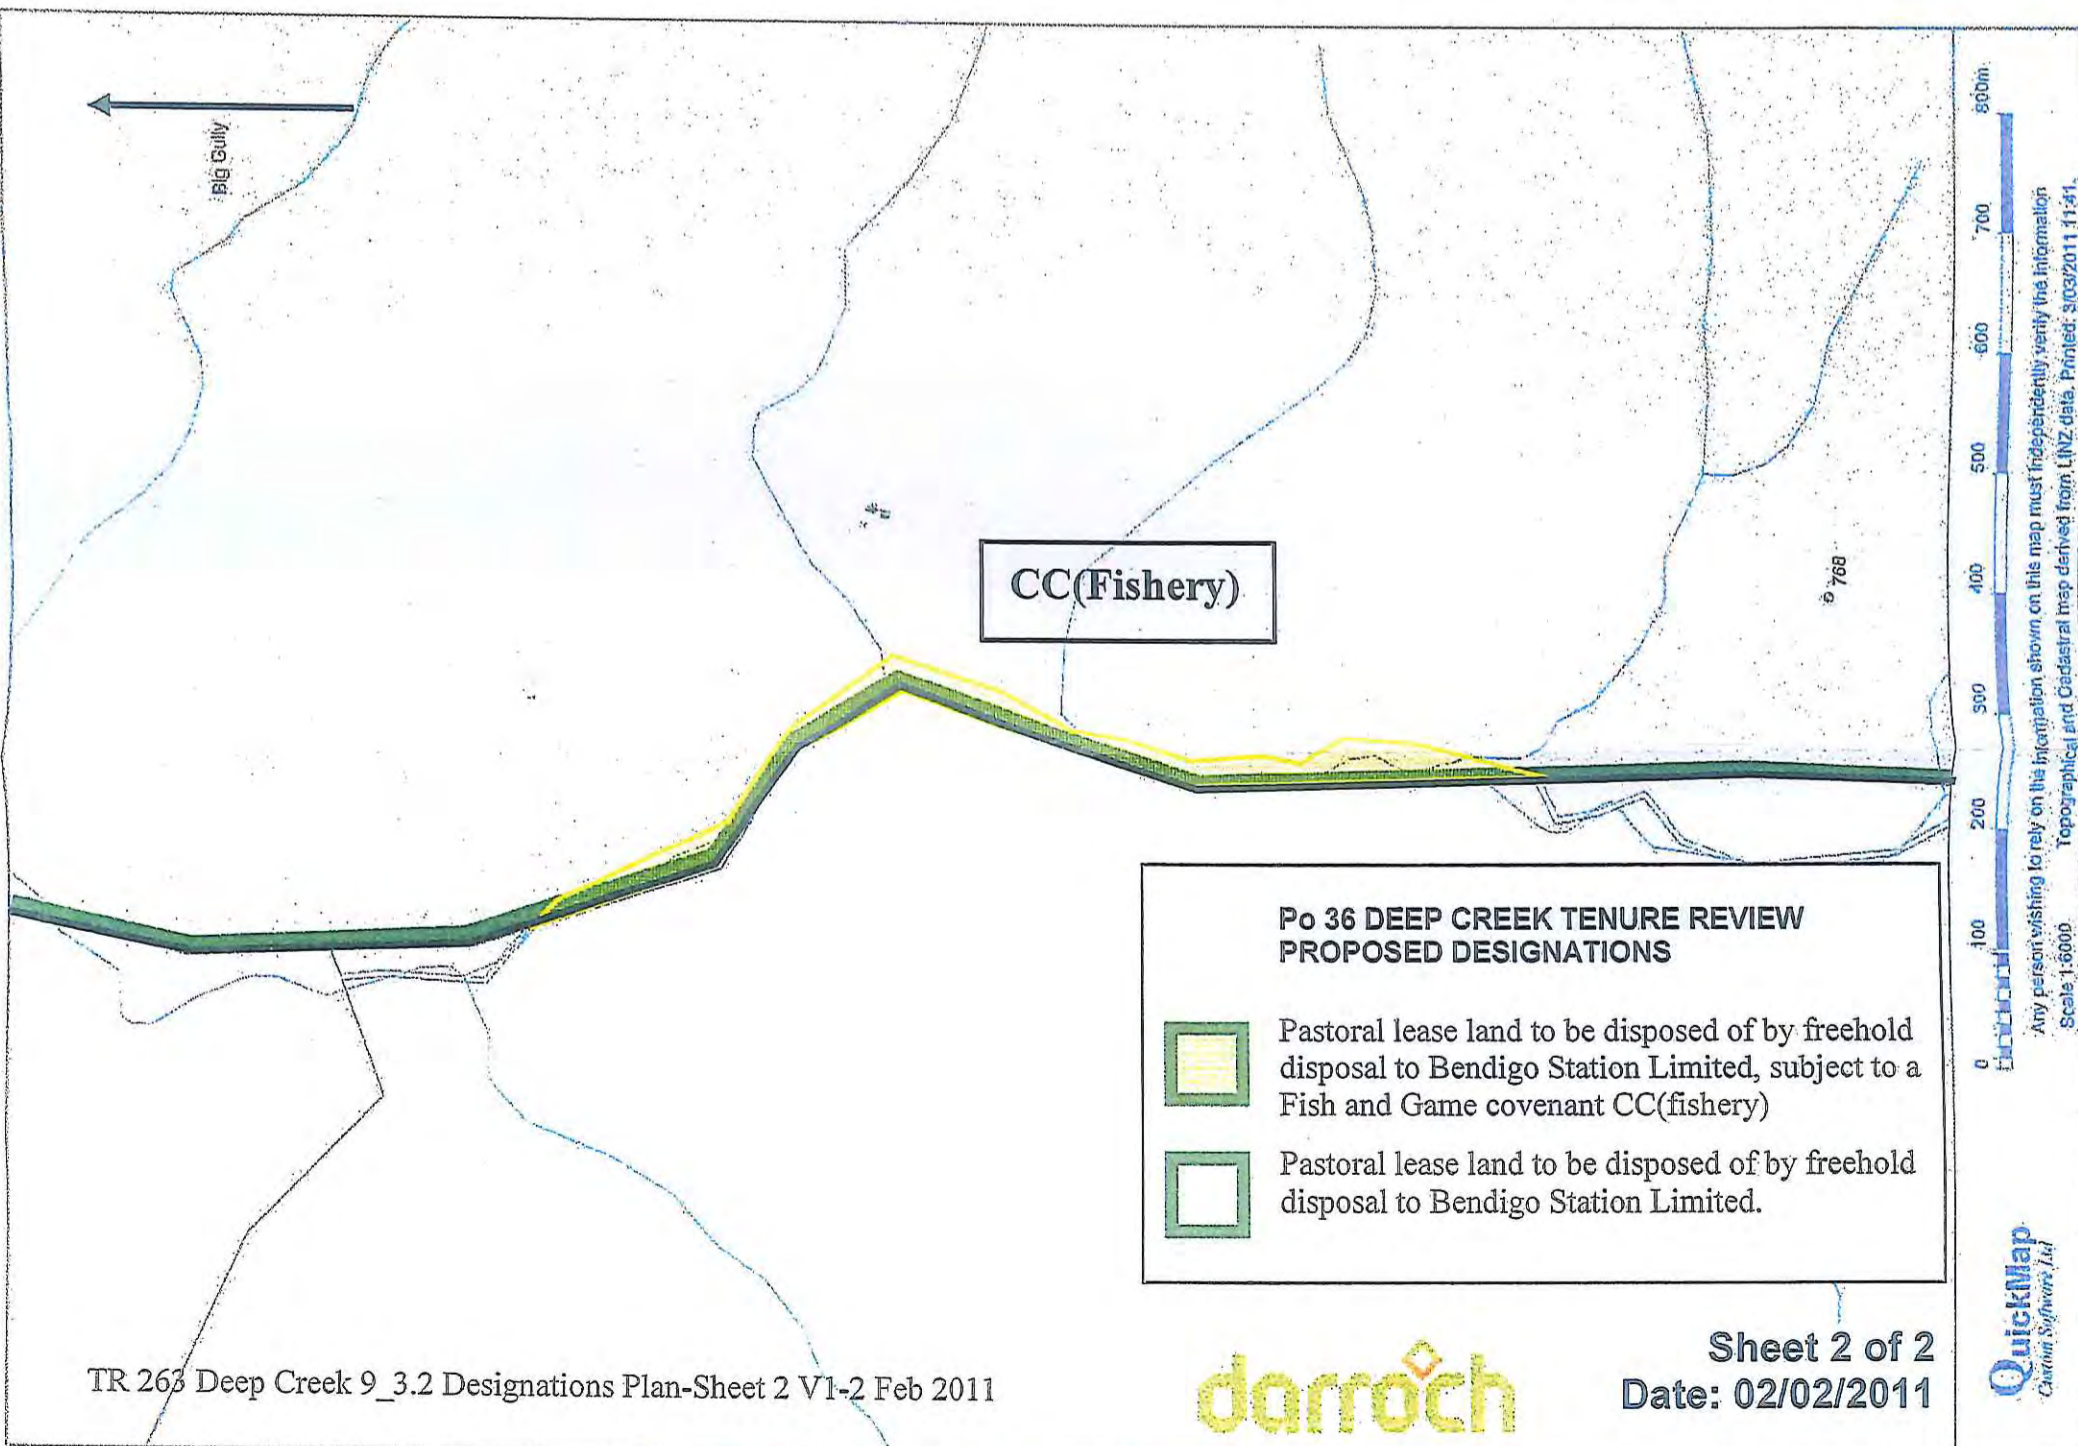 Big Gully
CC(Fishery)
768
Po 36 DEEP CREEK TENURE REVIEW
PROPOSED DESIGNATIONS
Pastoral lease land to be disposed of by freehold
disposal to Bendigo Station Limited, subject to a
Fish and Game covenant CC(fishery)
Pastoral lease land to be disposed of by freehold
disposal to Bendigo Station Limited.
TR 263 Deep Creek 9_3.2 Designations Plan-Sheet 2 V1-2 Feb 2011
darroch
Sheet 2 of 2
Date: 02/02/2011
0 100 200 300 400 500 600 700 800m
Any person wishing to rely on the information shown on this map must independently verify the information
Scale 1:6000 Topographical and Cadastral map derived from LINZ data. Printed: 3/03/2011 11:41.
QuickMap
Custom Software Ltd